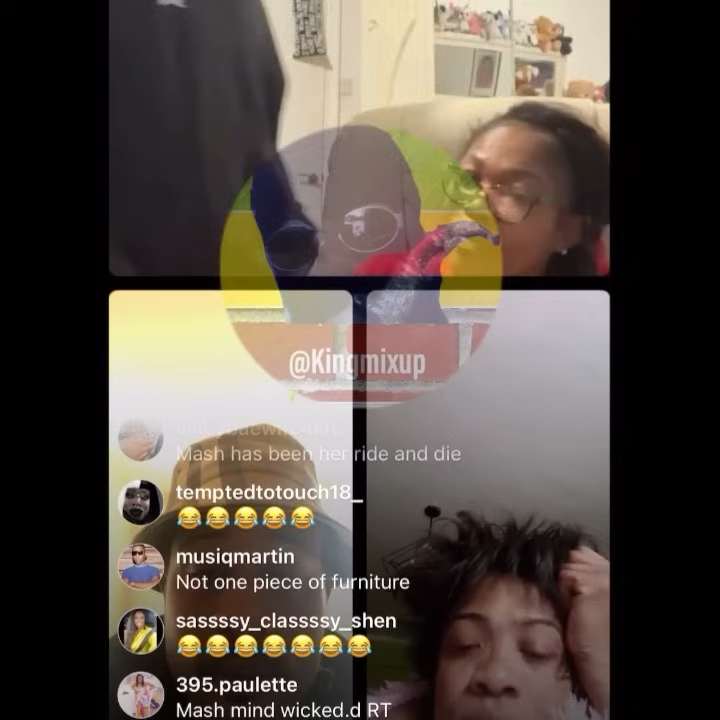 @Kingmixup
Mash has been her ride and die
temptedtotouch18_
😂😂😂😂😂
musiqmartin
Not one piece of furniture
sassssy_classssy_shen
😂😂😂😂😂😂😂
395.paulette
Mash mind wicked.d RT